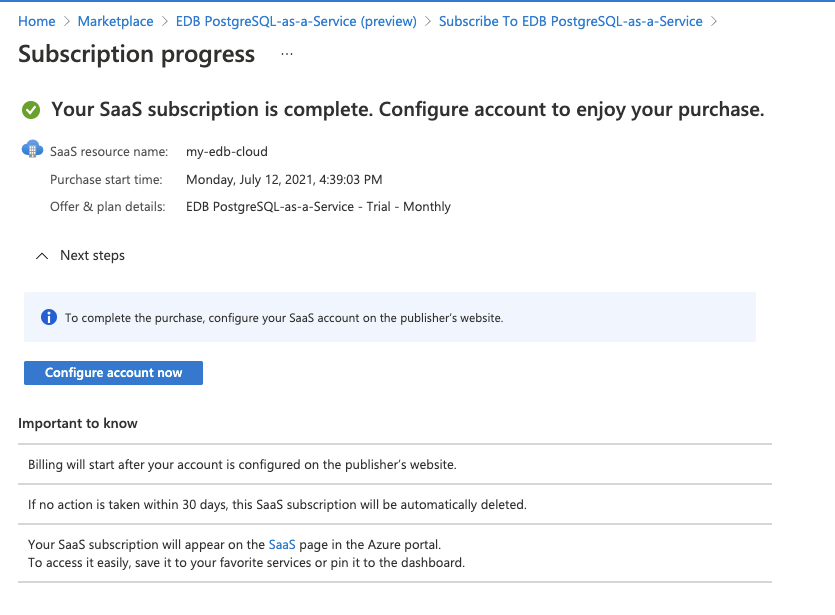 Home > Marketplace > EDB PostgreSQL-as-a-Service (preview) > Subscribe To EDB PostgreSQL-as-a-Service >
Subscription progress ...
Your SaaS subscription is complete. Configure account to enjoy your purchase.
SaaS resource name: my-edb-cloud
Purchase start time: Monday, July 12, 2021, 4:39:03 PM
Offer & plan details: EDB PostgreSQL-as-a-Service - Trial - Monthly
Next steps
To complete the purchase, configure your SaaS account on the publisher's website.
Configure account now
Important to know
Billing will start after your account is configured on the publisher's website.
If no action is taken within 30 days, this SaaS subscription will be automatically deleted.
Your SaaS subscription will appear on the SaaS page in the Azure portal.
To access it easily, save it to your favorite services or pin it to the dashboard.